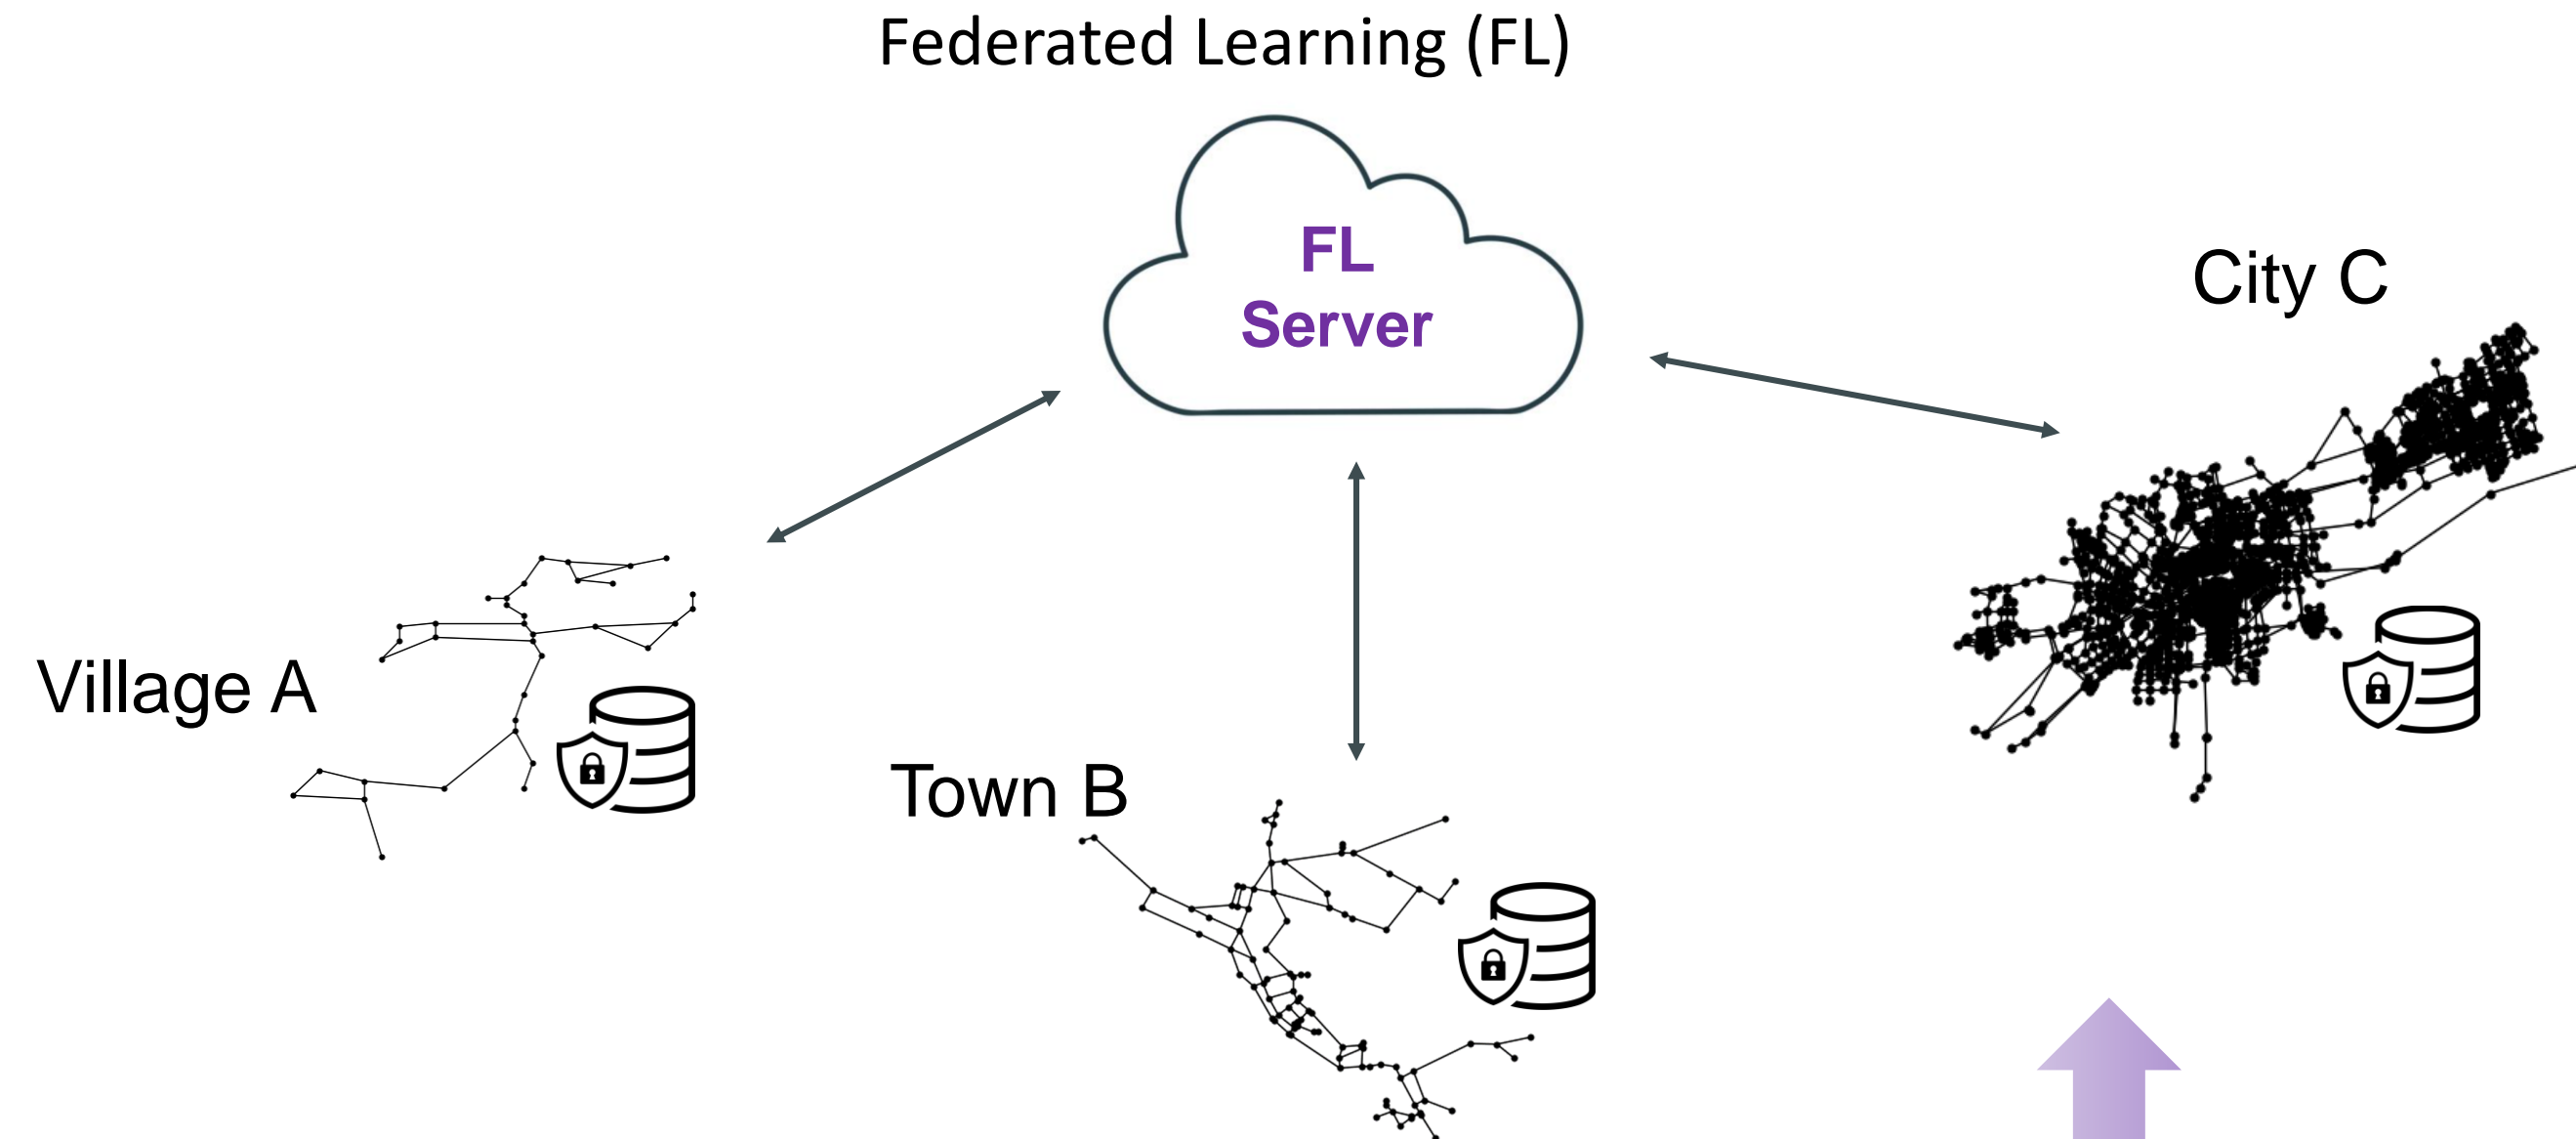 Federated Learning (FL)
FL
Server
City C
Village A
Town B